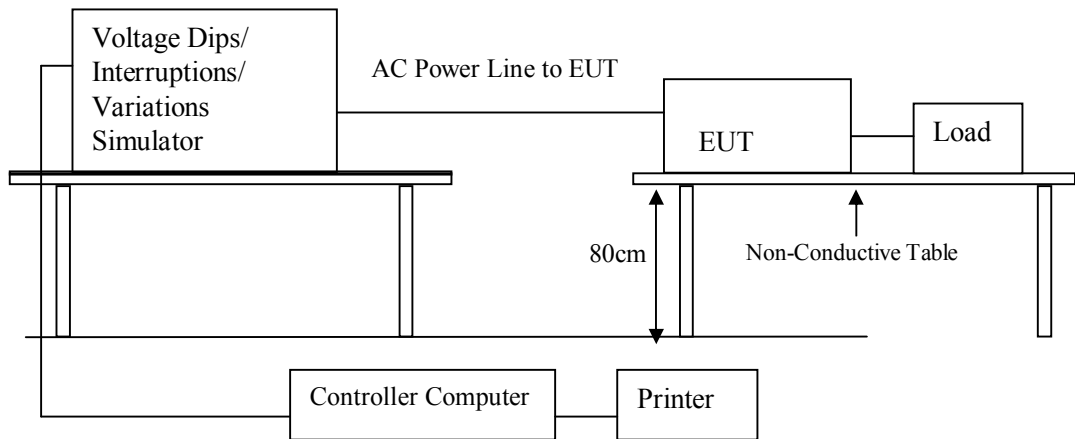 Voltage Dips/
Interruptions/
Variations
Simulator
AC Power Line to EUT
EUT
Load
80cm
Non-Conductive Table
Controller Computer
Printer